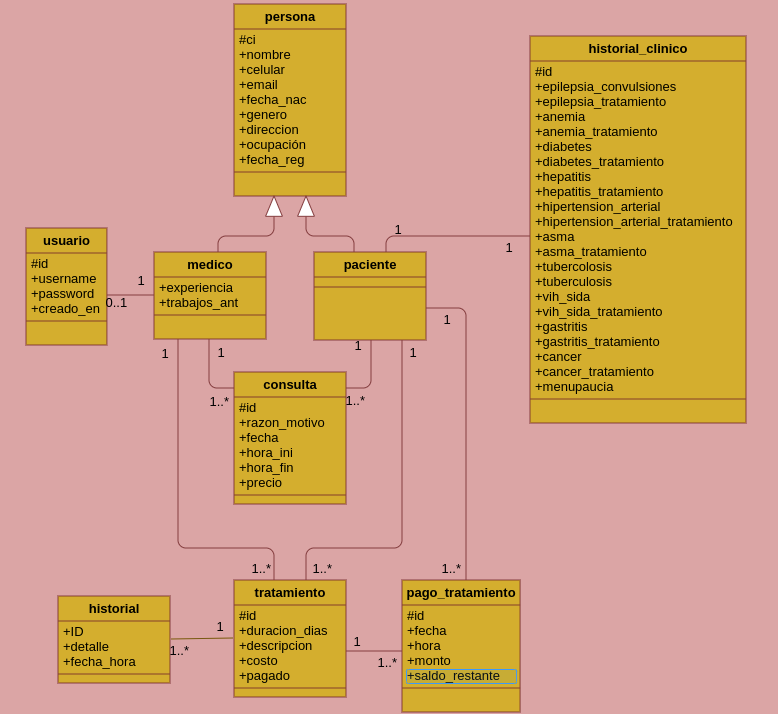 persona
#ci
+nombre
+celular
+email
+fecha_nac
+genero
+direccion
+ocupación
+fecha_reg
historial_clinico
#id
+epilepsia_convulsiones
+epilepsia_tratamiento
+anemia
+anemia_tratamiento
+diabetes
+diabetes_tratamiento
+hepatitis
+hepatitis_tratamiento
+hipertension_arterial
+hipertension_arterial_tratamiento
+asma
+asma_tratamiento
+tubercolosis
+tuberculosis
+vih_sida
+vih_sida_tratamiento
+gastritis
+gastritis_tratamiento
+cancer
+cancer_tratamiento
+menupaucia
usuario
#id
+username
+password
+creado_en
1
0..1
medico
+experiencia
+trabajos_ant
paciente
1
1
1
1
1
1
1
consulta
#id
+razon_motivo
+fecha
+hora_ini
+hora_fin
+precio
1..*
1..*
1..*
1..*
1..*
historial
+ID
+detalle
+fecha_hora
1
1..*
tratamiento
#id
+duracion_dias
+descripcion
+costo
+pagado
1
1..*
pago_tratamiento
#id
+fecha
+hora
+monto
+saldo_restante